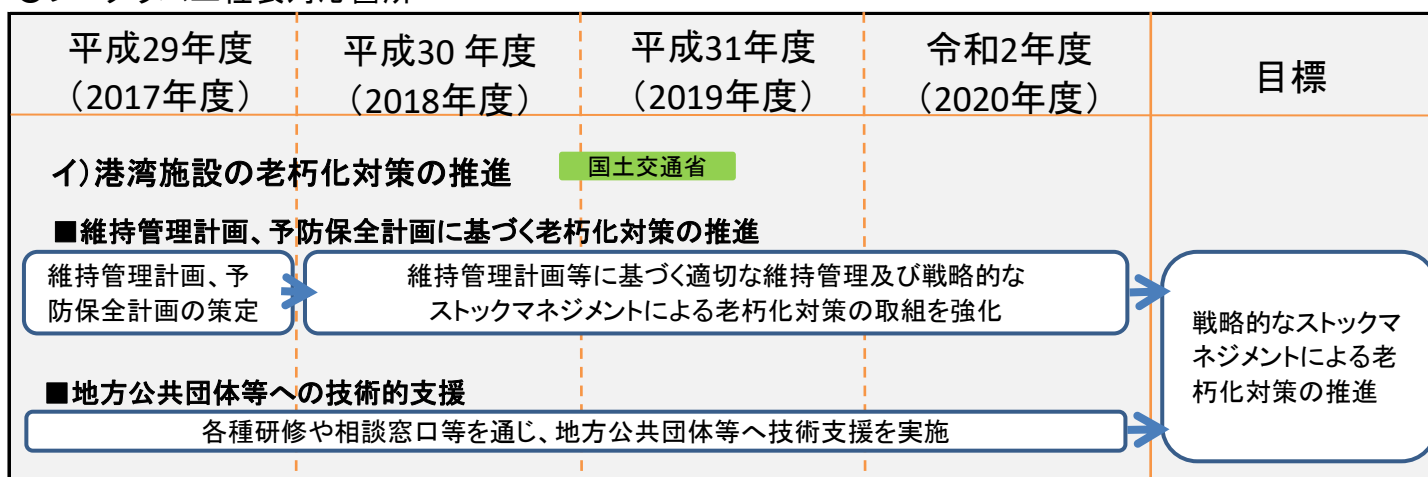 平成29年度
(2017年度)
平成30 年度
(2018年度)
平成31年度
(2019年度)
令和2年度
(2020年度)
目標
イ)港湾施設の老朽化対策の推進
国土交通省
■維持管理計画、予防保全計画に基づく老朽化対策の推進
維持管理計画、予
防保全計画の策定
維持管理計画等に基づく適切な維持管理及び戦略的な
ストックマネジメントによる老朽化対策の取組を強化
戦略的なストックマ
ネジメントによる老
朽化対策の推進
■地方公共団体等への技術的支援
各種研修や相談窓口等を通じ、地方公共団体等へ技術支援を実施